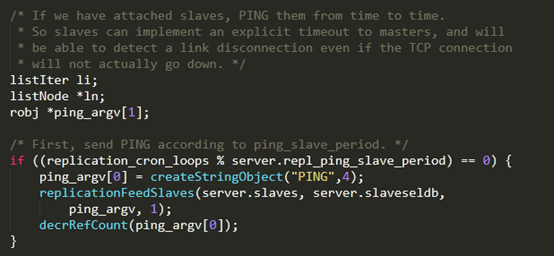 /* If we have attached slaves, PING them from time to time.
 * So slaves can implement an explicit timeout to masters, and will
 * be able to detect a link disconnection even if the TCP connection
 * will not actually go down. */
listIter li;
listNode *ln;
robj *ping_argv[1];

/* First, send PING according to ping_slave_period. */
if ((replication_cron_loops % server.repl_ping_slave_period) == 0) {
    ping_argv[0] = createStringObject("PING",4);
    replicationFeedSlaves(server.slaves, server.slaveseldb,
        ping_argv, 1);
    decrRefCount(ping_argv[0]);
}